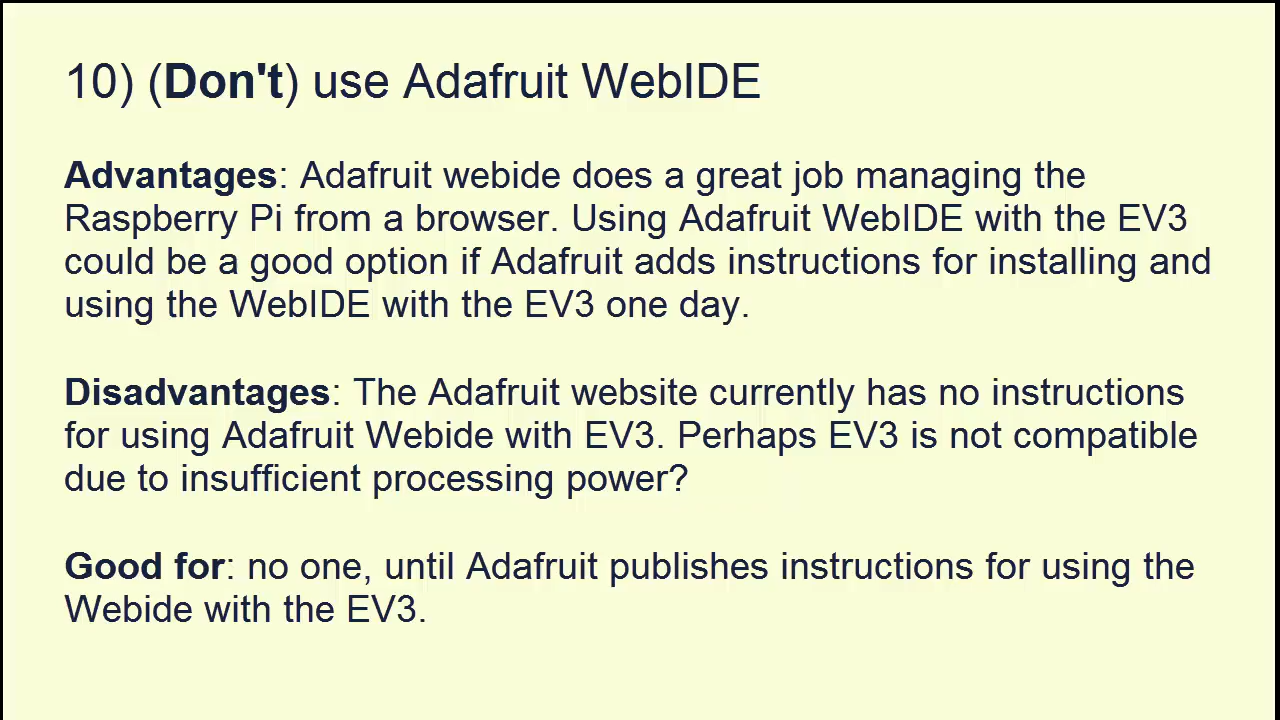 10) (Don't) use Adafruit WebIDE
Advantages: Adafruit webide does a great job managing the
Raspberry Pi from a browser. Using Adafruit WebIDE with the EV3
could be a good option if Adafruit adds instructions for installing and
using the WebIDE with the EV3 one day.
Disadvantages: The Adafruit website currently has no instructions
for using Adafruit Webide with EV3. Perhaps EV3 is not compatible
due to insufficient processing power?
Good for: no one, until Adafruit publishes instructions for using the
Webide with the EV3.